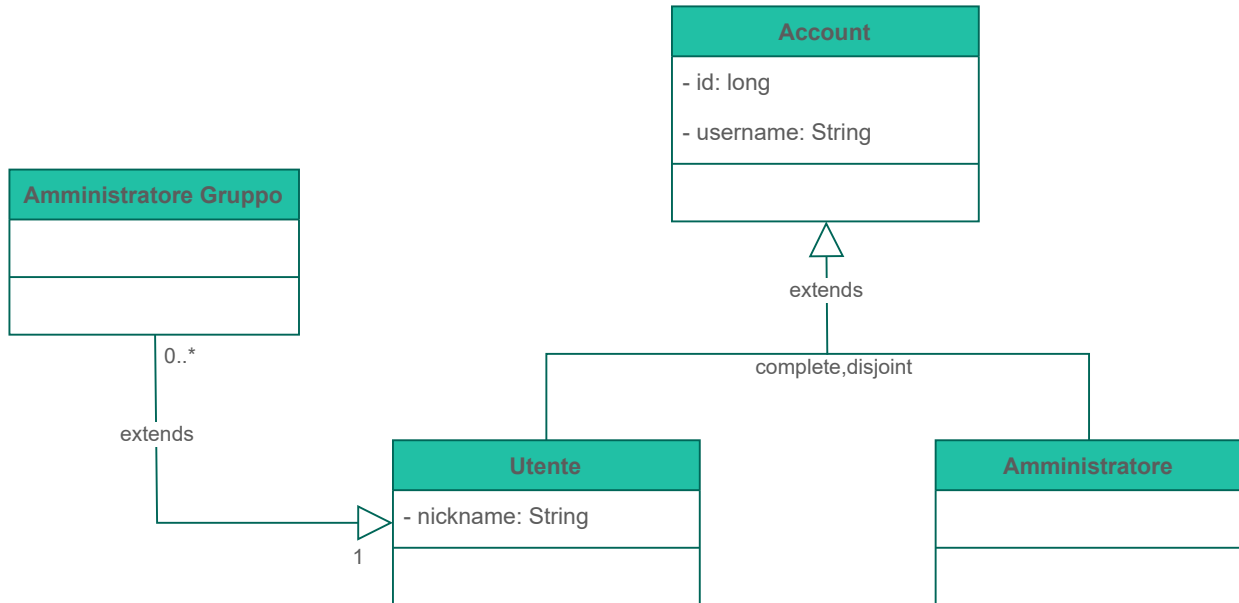 Account
- id: long
- username: String
Amministratore Gruppo
extends
0..*
complete,disjoint
extends
Utente
Amministratore
- nickname: String
1